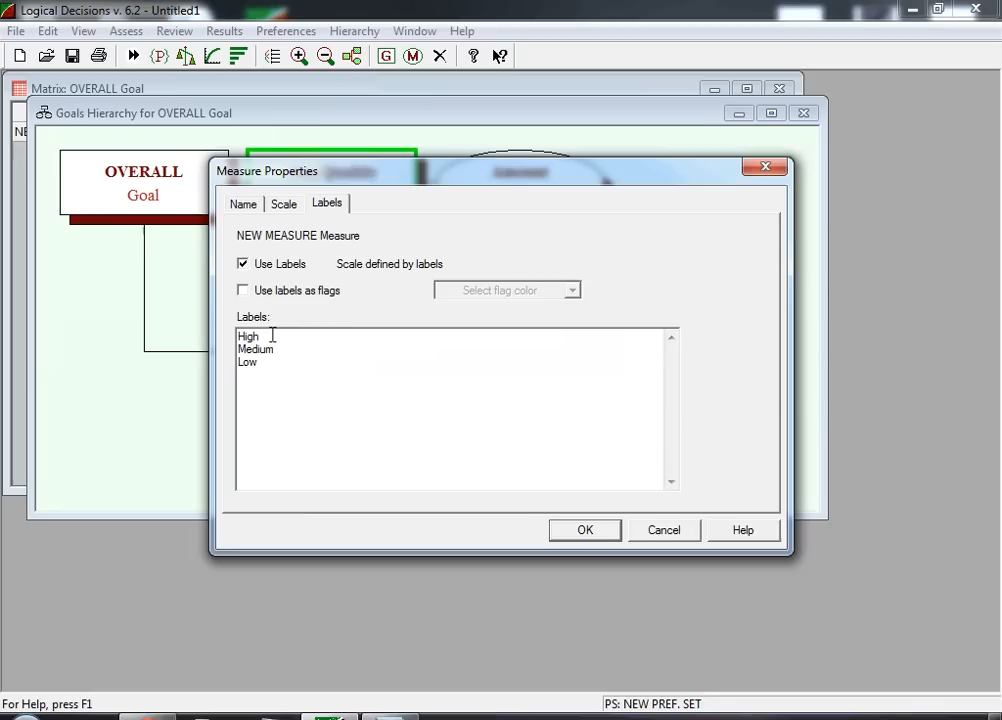 Logical Decisions v. 6.2 - Untitled1
File Edit View Assess Review Results Preferences Hierarchy Window Help
{P} G M ? ?
Matrix: OVERALL Goal
Goals Hierarchy for OVERALL Goal
NE
OVERALL
Goal
Amount
Measure Properties
Name Scale Labels
NEW MEASURE Measure
Use Labels Scale defined by labels
Use labels as flags Select flag color
Labels:
High
Medium
Low
OK Cancel Help
For Help, press F1 PS: NEW PREF. SET